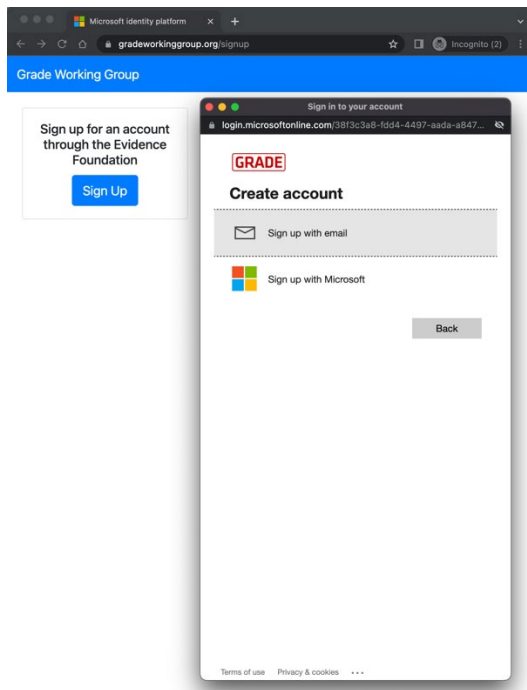 Microsoft identity platform
gradeworkinggroup.org/signup
Incognito (2)
Grade Working Group
Sign up for an account
through the Evidence
Foundation
Sign Up
Sign in to your account
login.microsoftonline.com/38f3c3a8-fdd4-4497-aada-a847...
GRADE
Create account
Sign up with email
Sign up with Microsoft
Back
Terms of use Privacy & cookies ...